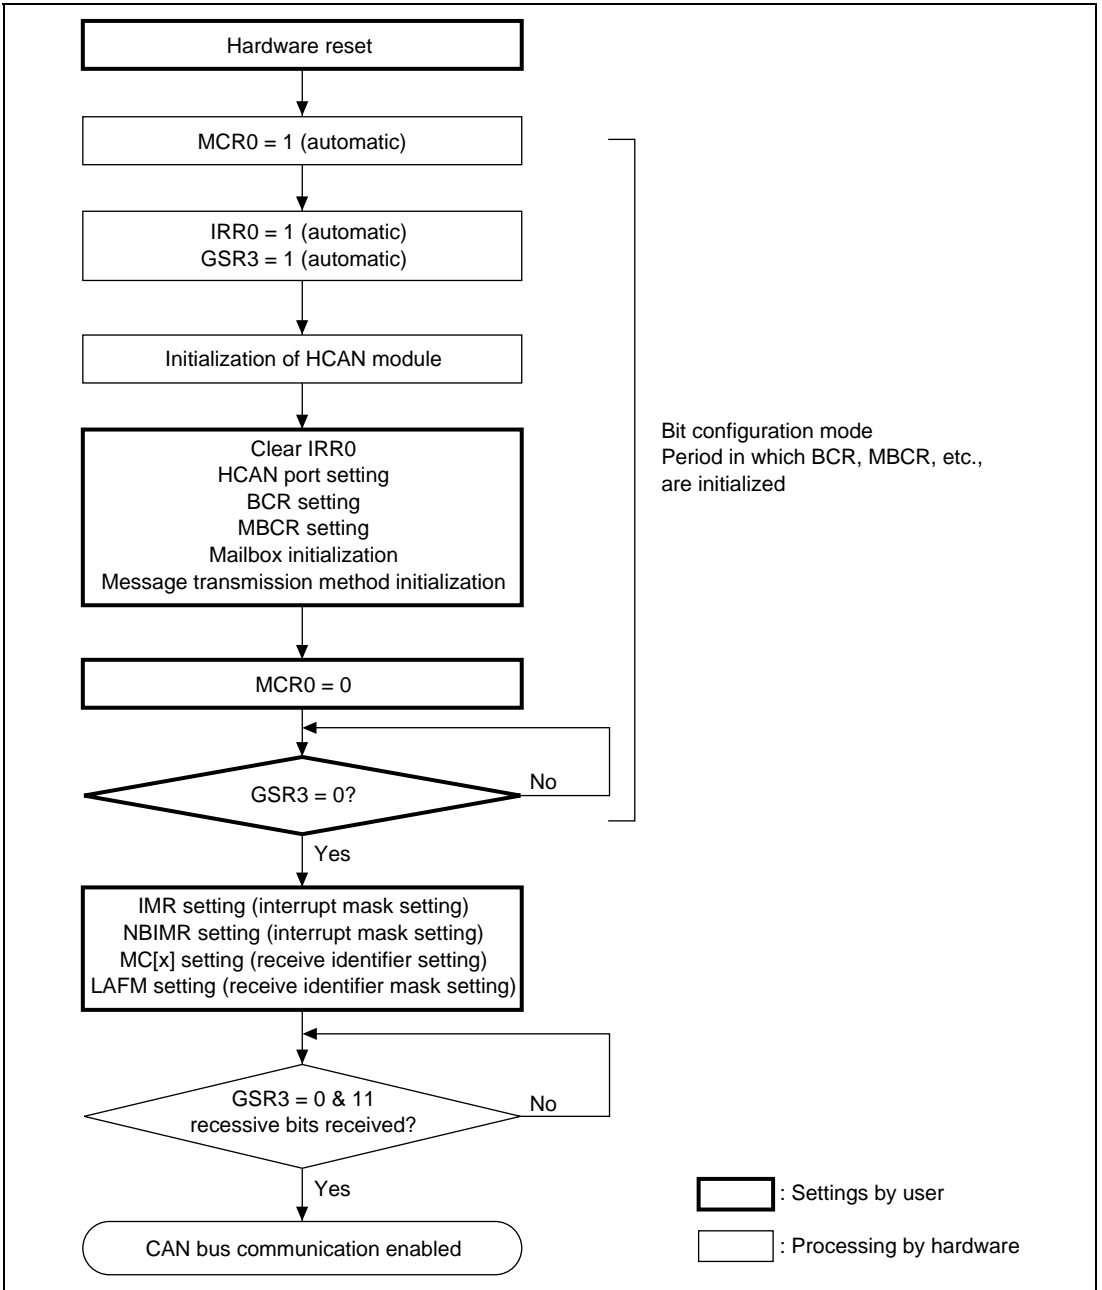 Hardware reset
MCR0 = 1 (automatic)
IRR0 = 1 (automatic)
GSR3 = 1 (automatic)
Initialization of HCAN module
Clear IRR0
HCAN port setting
BCR setting
MBCR setting
Mailbox initialization
Message transmission method initialization
Bit configuration mode
Period in which BCR, MBCR, etc.,
are initialized
MCR0 = 0
GSR3 = 0?
No
Yes
IMR setting (interrupt mask setting)
NBIMR setting (interrupt mask setting)
MC[x] setting (receive identifier setting)
LAFM setting (receive identifier mask setting)
GSR3 = 0 & 11
recessive bits received?
No
Yes
CAN bus communication enabled
: Settings by user
: Processing by hardware